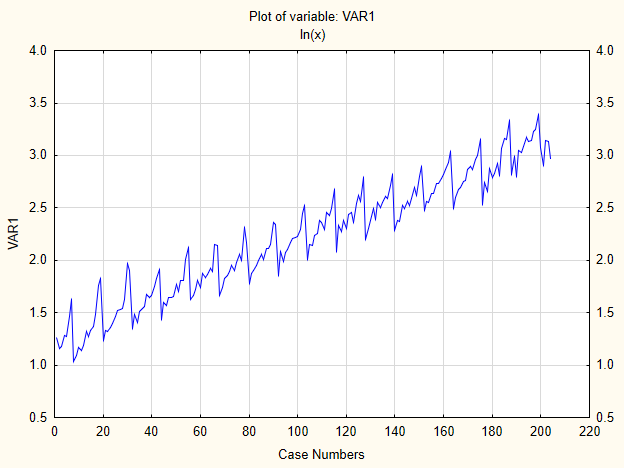 Plot of variable: VAR1
ln(x)
4.0 4.0
3.5 3.5
3.0 3.0
2.5 2.5
VAR1
2.0 2.0
1.5 1.5
1.0 1.0
0.5 0.5
0 20 40 60 80 100 120 140 160 180 200 220
Case Numbers